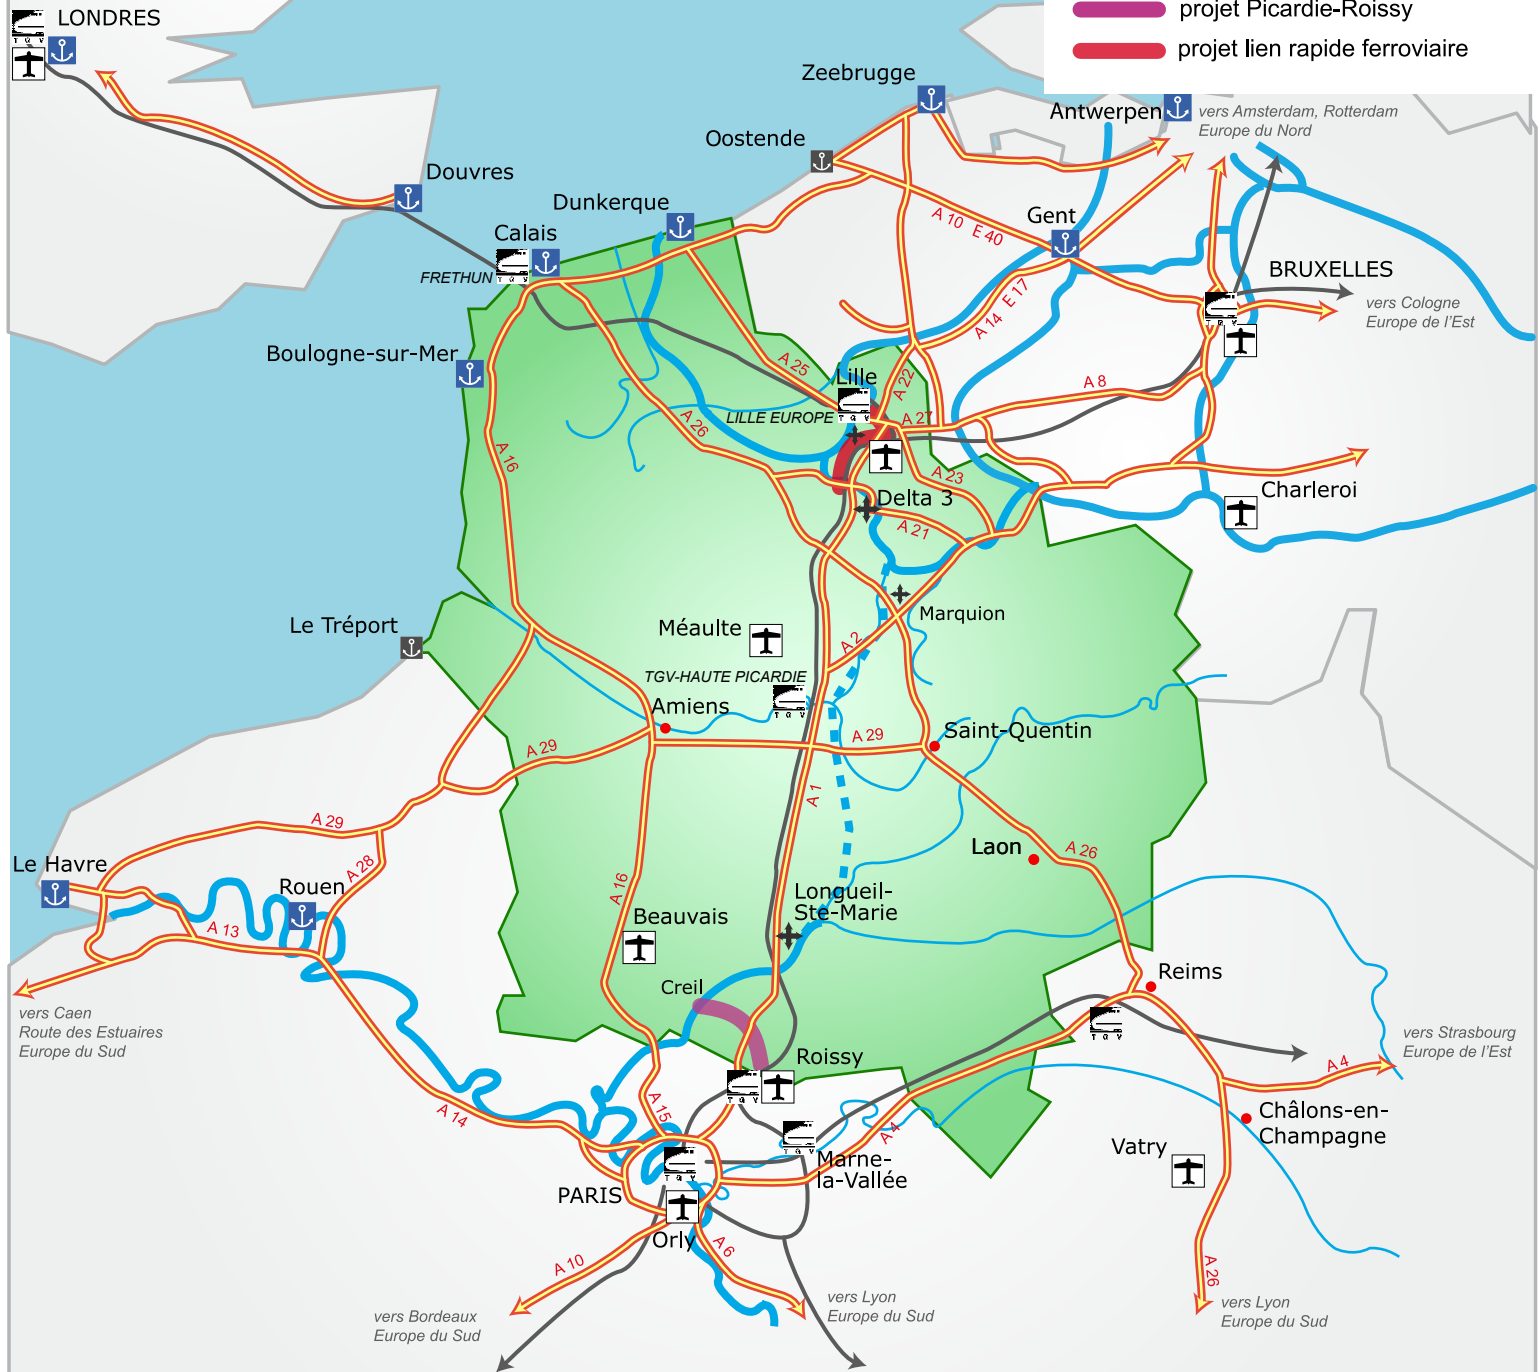 LONDRES
projet Picardie-Roissy
projet lien rapide ferroviaire
Zeebrugge
Antwerpen
vers Amsterdam, Rotterdam
Europe du Nord
Oostende
Douvres
Dunkerque
Gent
A 10 E 40
Calais
FRETHUN
BRUXELLES
vers Cologne
Europe de l'Est
A 14 E 17
Boulogne-sur-Mer
A 25
Lille
A 22
A 8
LILLE EUROPE
A 27
A 26
A 16
A 23
Delta 3
Charleroi
A 21
Marquion
Le Tréport
Méaulte
A 2
TGV-HAUTE PICARDIE
Amiens
A 29
A 29
Saint-Quentin
A 1
A 29
Laon
A 26
Le Havre
A 28
Rouen
A 16
Longueil-
Ste-Marie
Beauvais
A 13
Creil
Reims
vers Caen
Route des Estuaires
Europe du Sud
Roissy
vers Strasbourg
Europe de l'Est
A 4
A 14
A 15
A 4
Châlons-en-
Champagne
Vatry
Marne-
la-Vallée
PARIS
Orly
A 6
A 10
A 26
vers Bordeaux
Europe du Sud
vers Lyon
Europe du Sud
vers Lyon
Europe du Sud
T G V
T G V
T G V
T G V
T G V
T G V
T G V
T G V
T G V